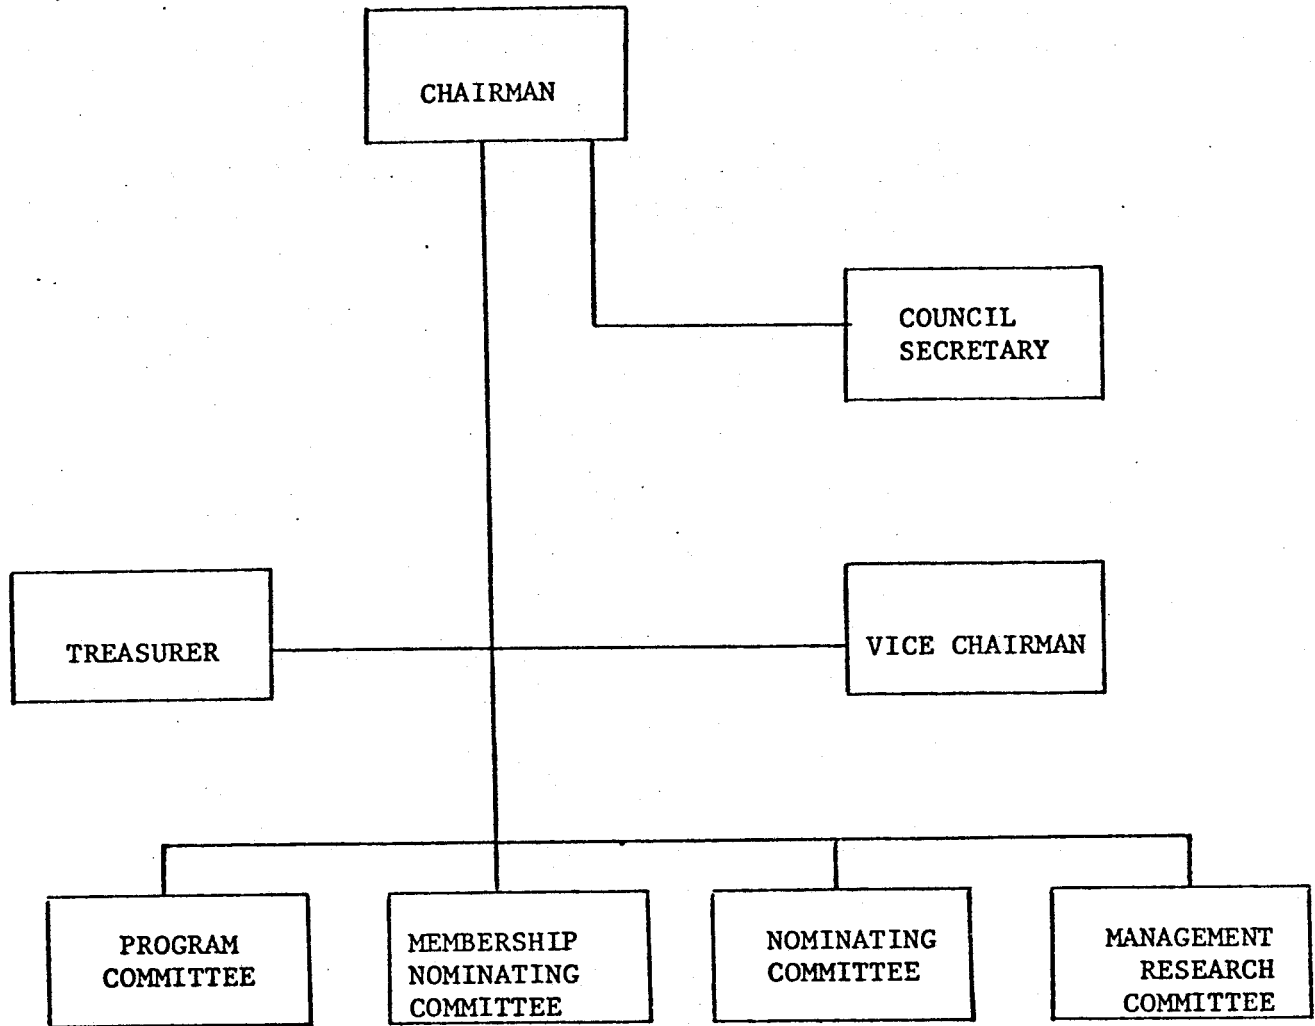 CHAIRMAN
COUNCIL
SECRETARY
TREASURER
VICE CHAIRMAN
PROGRAM
COMMITTEE
MEMBERSHIP
NOMINATING
COMMITTEE
NOMINATING
COMMITTEE
MANAGEMENT
RESEARCH
COMMITTEE